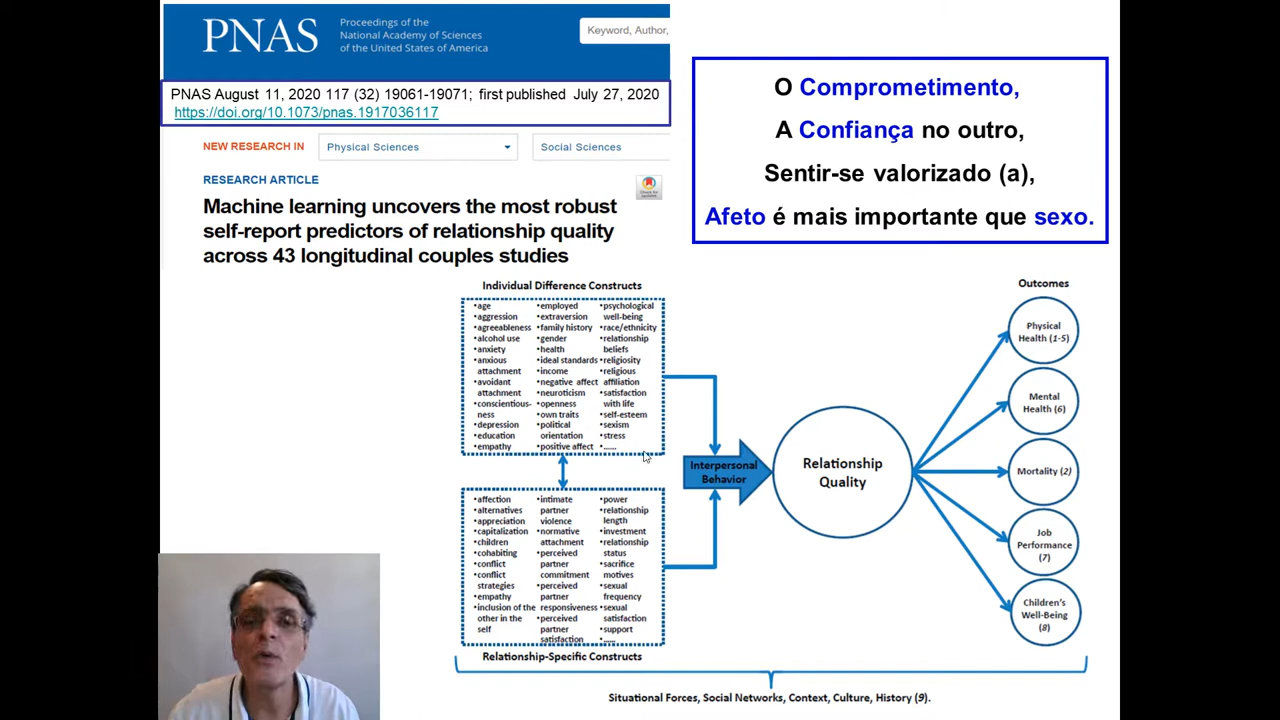 PNAS
Proceedings of the
National Academy of Sciences
of the United States of America
Keyword, Author,
PNAS August 11, 2020 117 (32) 19061-19071; first published July 27, 2020
https://doi.org/10.1073/pnas.1917036117
NEW RESEARCH IN
Physical Sciences
Social Sciences
RESEARCH ARTICLE
Machine learning uncovers the most robust
self-report predictors of relationship quality
across 43 longitudinal couples studies
O Comprometimento,
A Confiança no outro,
Sentir-se valorizado (a),
Afeto é mais importante que sexo.
Individual Difference Constructs
•age
•aggression
•agreeableness
•alcohol use
•anxiety
•anxious
attachment
•avoidant
attachment
•conscientious-
ness
•depression
•education
•empathy
•employed
•extraversion
•family history
•gender
•health
•ideal standards
•income
•negative affect
•neuroticism
•openness
•own traits
•political
orientation
•positive affect
•psychological
well-being
•race/ethnicity
•relationship
beliefs
•religiosity
•religious
affiliation
•satisfaction
with life
•self-esteem
•sexism
•stress
•......
•affection
•alternatives
•appreciation
•capitalization
•children
•cohabiting
•conflict
•conflict
strategies
•empathy
•inclusion of the
other in the
self
•intimate
partner
violence
•normative
attachment
•perceived
partner
commitment
•perceived
partner
responsiveness
•perceived
partner
satisfaction
•power
•relationship
length
•investment
•relationship
status
•sacrifice
motives
•sexual
frequency
•sexual
satisfaction
•support
•......
Relationship-Specific Constructs
Interpersonal
Behavior
Relationship
Quality
Outcomes
Physical
Health (1-5)
Mental
Health (6)
Mortality (2)
Job
Performance
(7)
Children's
Well-Being
(8)
Situational Forces, Social Networks, Context, Culture, History (9).